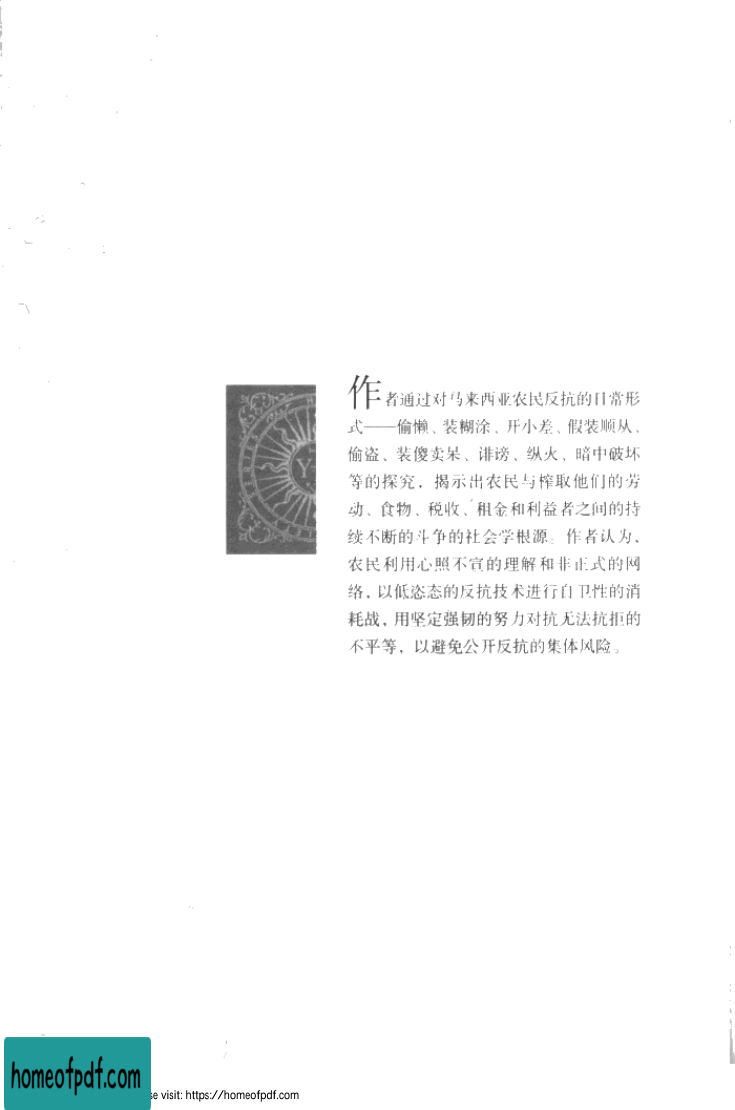 作者通过对马来西亚农民反抗的日常形
式——偷懒、装糊涂、开小差、假装顺从、
偷盗、装傻卖呆、诽谤、纵火、暗中破坏
等的探究，揭示出农民与榨取他们的劳
动、食物、税收、租金和利益者之间的持
续不断的斗争的社会学根源。作者认为，
农民利用心照不宣的理解和非正式的网
络，以低姿态的反抗技术进行自卫性的消
耗战，用坚定强韧的努力对抗无法抗拒的
不平等，以避免公开反抗的集体风险。
Y
homeofpdf.com
se visit: https://homeofpdf.com